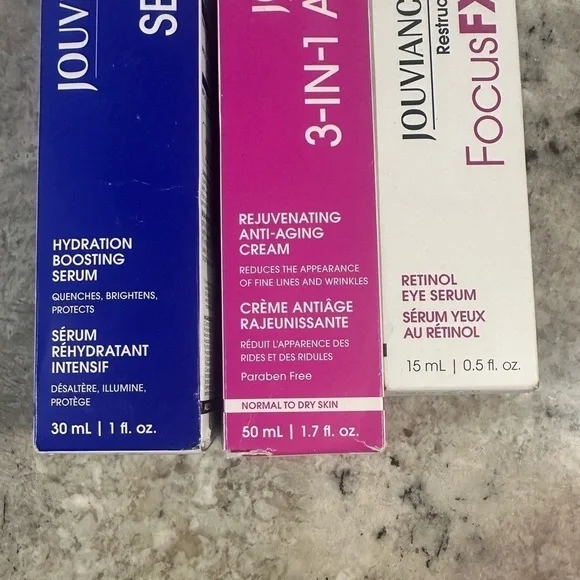 JOUV
SE
HYDRATION
BOOSTING
SERUM
QUENCHES, BRIGHTENS,
PROTECTS
SÉRUM
RÉHYDRATANT
INTENSIF
DÉSALTÈRE, ILLUMINE,
PROTÈGE
30 mL | 1 fl. oz.
3-IN-1 A
REJUVENATING
ANTI-AGING
CREAM
REDUCES THE APPEARANCE
OF FINE LINES AND WRINKLES
CRÈME ANTIÂGE
RAJEUNISSANTE
RÉDUIT L'APPARENCE DES
RIDES ET DES RIDULES
Paraben Free
NORMAL TO DRY SKIN
50 mL | 1.7 fl. oz.
JOUVIANC
Restruc
FocusFX
RETINOL
EYE SERUM
SÉRUM YEUX
AU RÉTINOL
15 mL | 0.5 fl. oz.